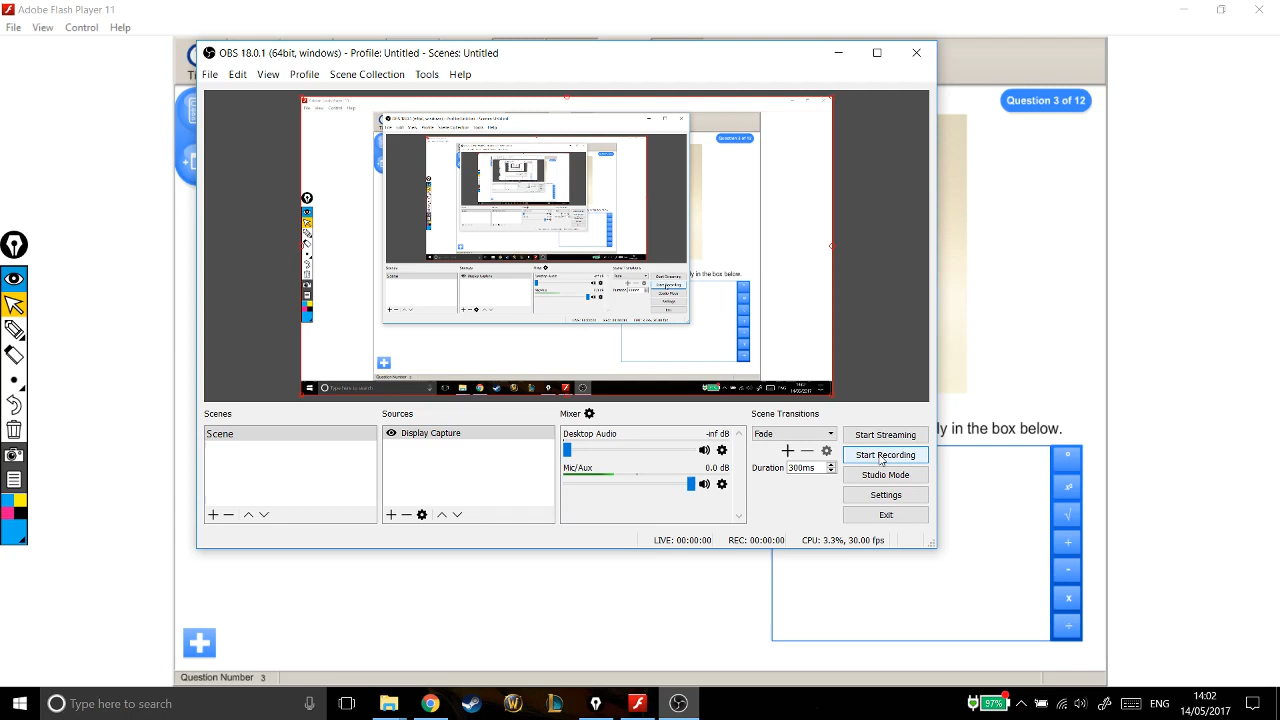 Adobe Flash Player 11
File View Control Help
OBS 18.0.1 (64bit, windows) - Profile: Untitled - Scenes: Untitled
File Edit View Profile Scene Collection Tools Help
Question 3 of 12
Scenes
Scene
Sources
Display Capture
Mixer
Desktop Audio -inf dB
Mic/Aux 0.0 dB
Scene Transitions
Fade
Duration 300ms
Start Streaming
Start Recording
Studio Mode
Settings
Exit
LIVE: 00:00:00 REC: 00:00:00 CPU: 3.3%, 30.00 fps
ly in the box below.
o
x²
√
+
-
x
÷
Question Number 3
Type here to search
97%
ENG
14:02
14/05/2017